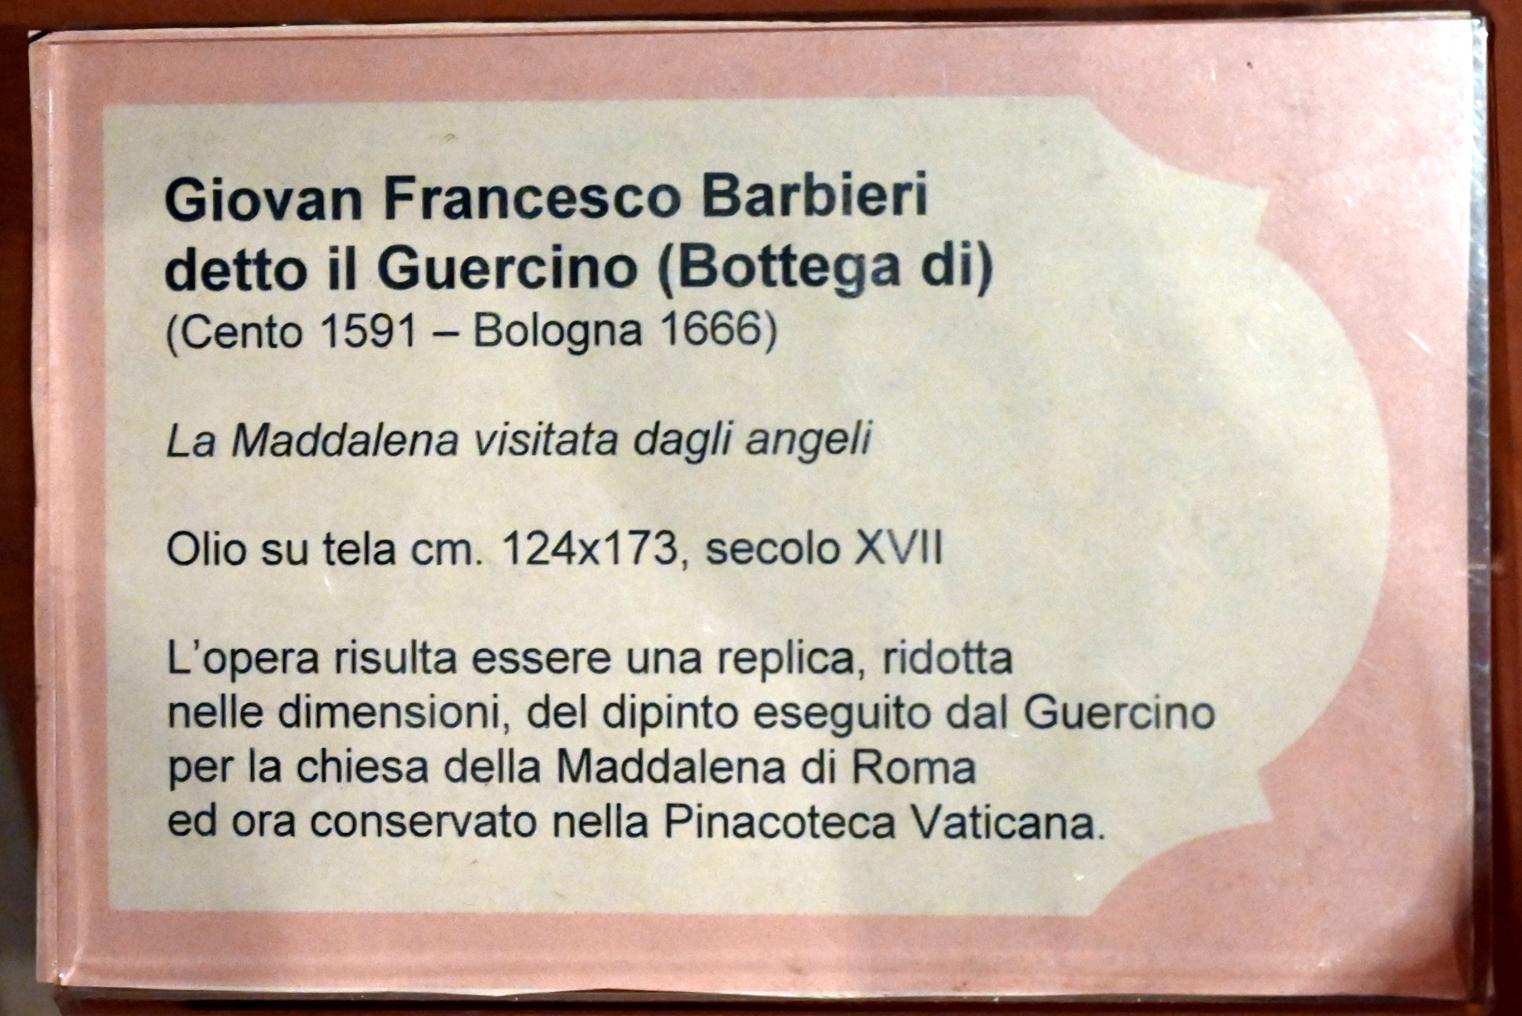 Giovan Francesco Barbieri
detto il Guercino (Bottega di)
(Cento 1591 – Bologna 1666)
La Maddalena visitata dagli angeli
Olio su tela cm. 124x173, secolo XVII
L'opera risulta essere una replica, ridotta
nelle dimensioni, del dipinto eseguito dal Guercino
per la chiesa della Maddalena di Roma
ed ora conservato nella Pinacoteca Vaticana.